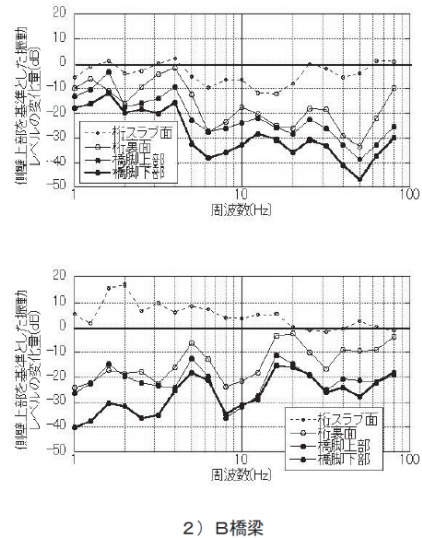 側壁上部を基準とした振動
レベルの変化量(dB)
20
10
0
-10
-20
-30
-40
-50
桁スラブ面
桁裏面
橋脚上部
橋脚下部
1
10
100
周波数(Hz)
側壁上部を基準とした振動
レベルの変化量(dB)
20
10
0
-10
-20
-30
-40
-50
桁スラブ面
桁裏面
橋脚上部
橋脚下部
1
10
100
周波数(Hz)
2）B橋梁